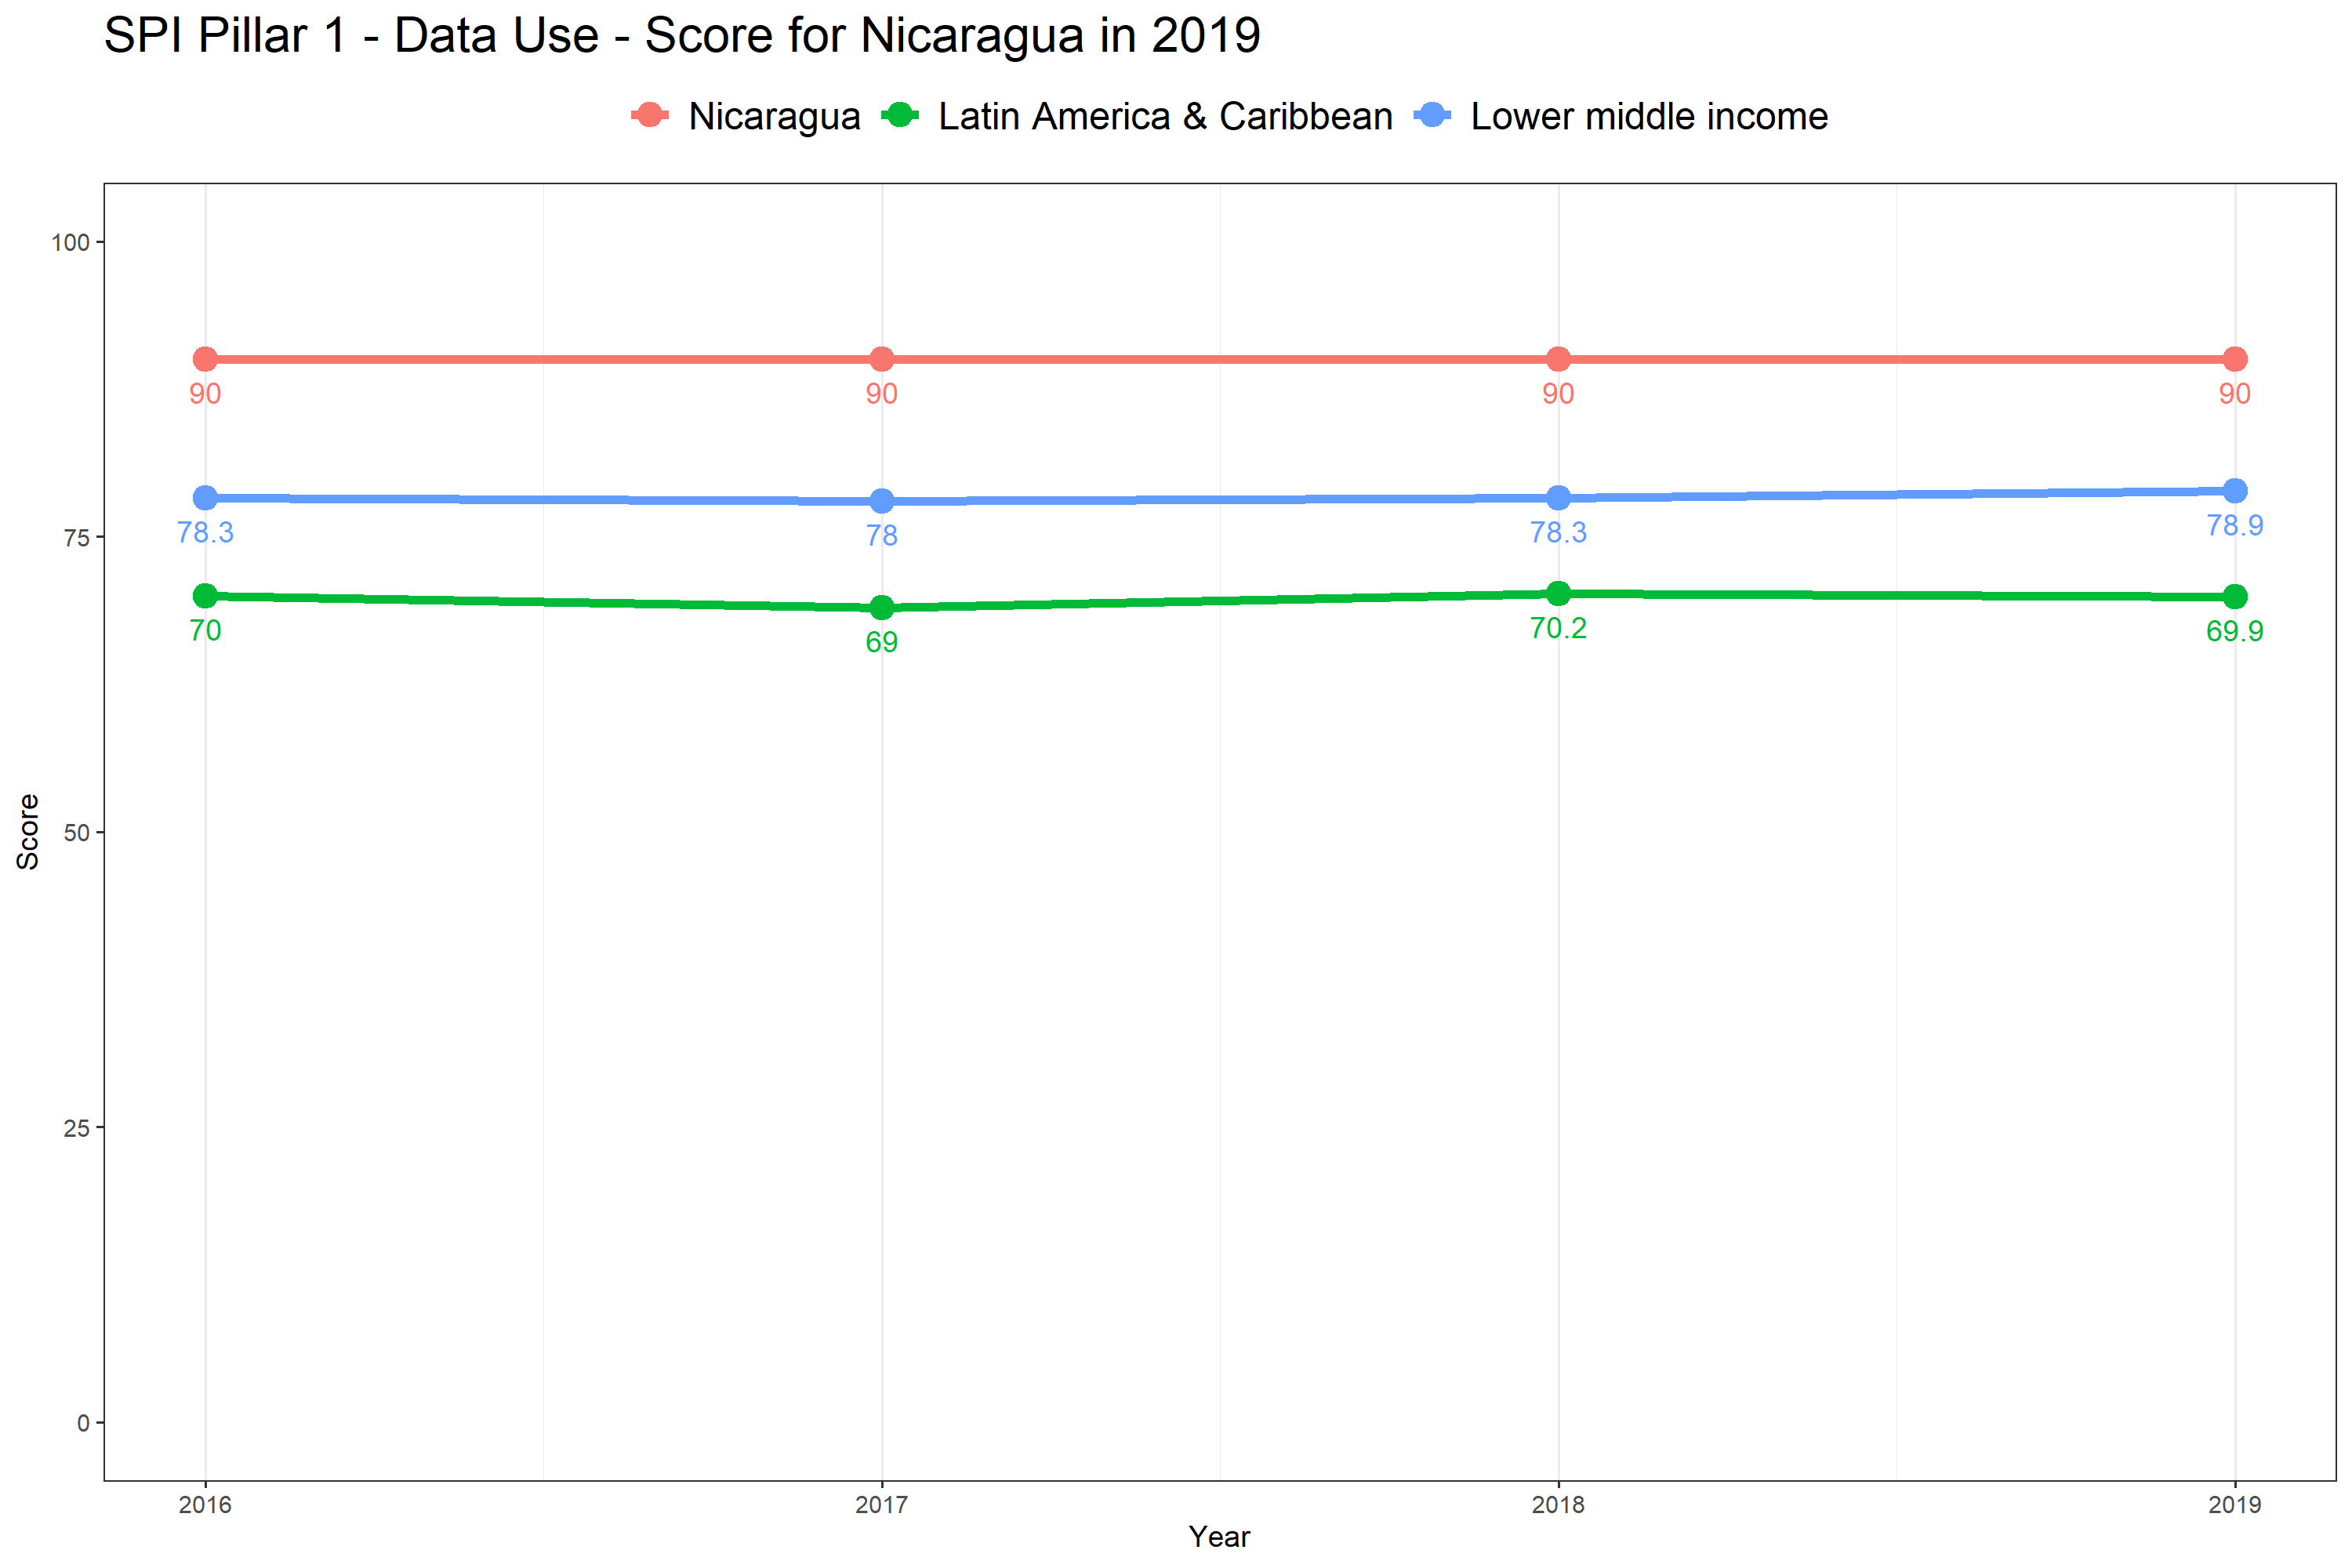 SPI Pillar 1 - Data Use - Score for Nicaragua in 2019
Nicaragua Latin America & Caribbean Lower middle income
100
90 90 90 90
78.3 78 78.3 78.9
75
70 69 70.2 69.9
Score
50
25
0
2016 2017 2018 2019
Year